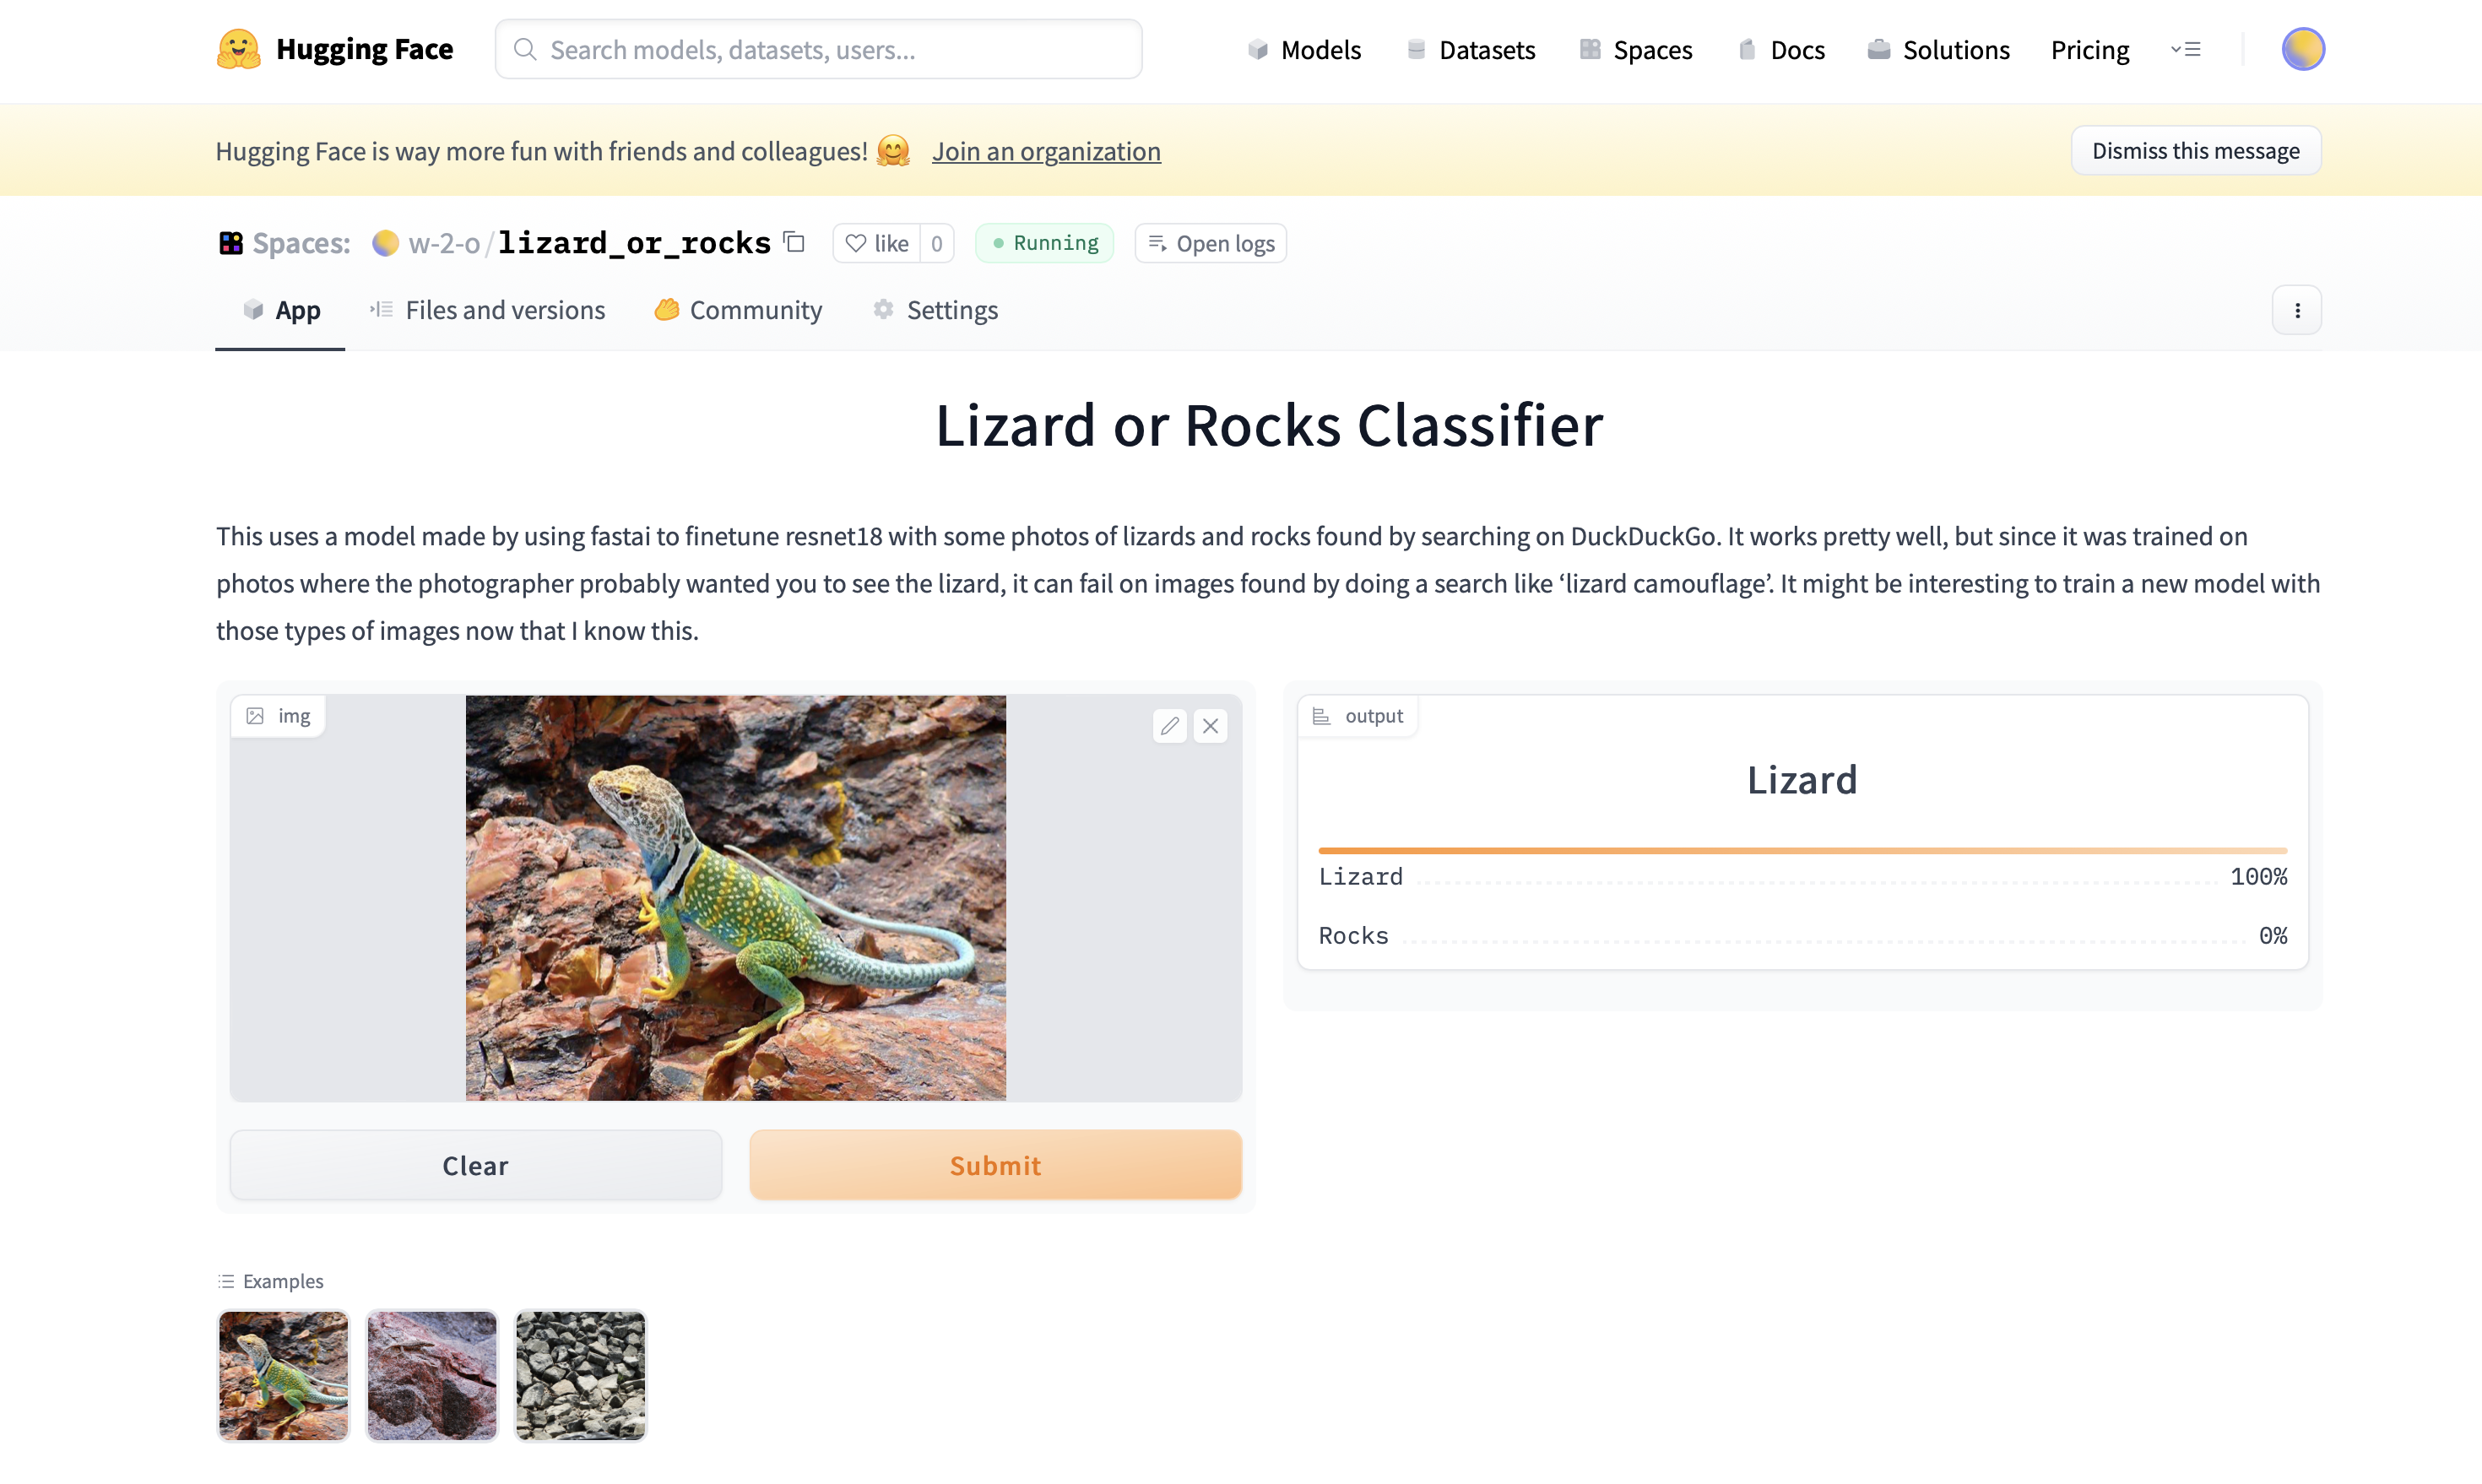 Hugging Face
Search models, datasets, users...
Models
Datasets
Spaces
Docs
Solutions
Pricing
Hugging Face is way more fun with friends and colleagues! 🤗 Join an organization
Dismiss this message
Spaces: w-2-o/lizard_or_rocks
like 0
Running
Open logs
App
Files and versions
Community
Settings
Lizard or Rocks Classifier
This uses a model made by using fastai to finetune resnet18 with some photos of lizards and rocks found by searching on DuckDuckGo. It works pretty well, but since it was trained on
photos where the photographer probably wanted you to see the lizard, it can fail on images found by doing a search like ‘lizard camouflage’. It might be interesting to train a new model with
those types of images now that I know this.
img
output
Lizard
Lizard 100%
Rocks 0%
Clear
Submit
Examples